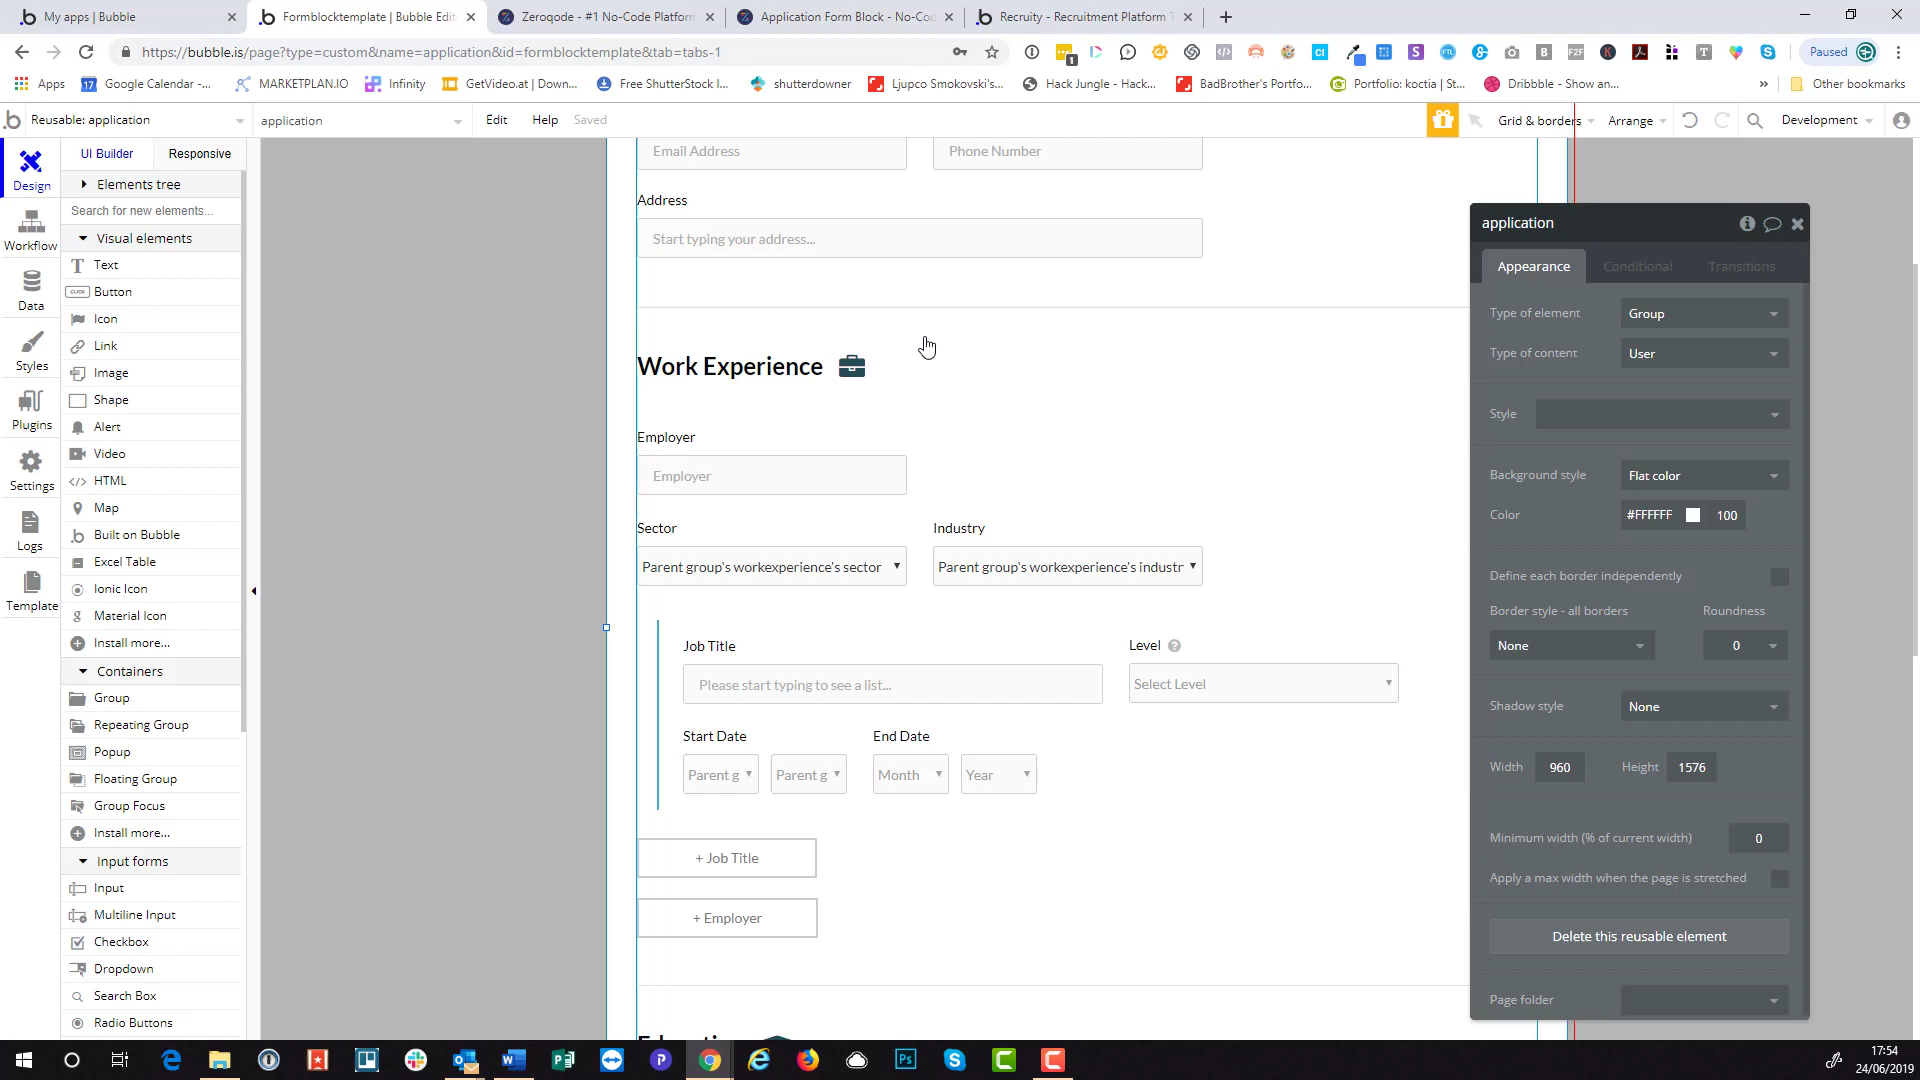 My apps | Bubble
Formblocktemplate | Bubble Edit
Zeroqode - #1 No-Code Platform
Application Form Block - No-Co
Recruity - Recruitment Platform T
https://bubble.is/page?type=custom&name=application&id=formblocktemplate&tab=tabs-1
Paused
Apps
Google Calendar -...
MARKETPLAN.IO
Infinity
GetVideo.at | Down...
Free ShutterStock I...
shutterdowner
Ljupco Smokovski's...
Hack Jungle - Hack...
BadBrother's Portfo...
Portfolio: koctia | St...
Dribbble - Show an...
»
Other bookmarks
Reusable: application
application
Edit
Help
Saved
Grid & borders
Arrange
Development
Design
Workflow
Data
Styles
Plugins
Settings
Logs
Template
UI Builder
Responsive
Elements tree
Search for new elements...
Visual elements
Text
CLICK Button
Icon
Link
Image
Shape
Alert
Video
HTML
Map
Built on Bubble
Excel Table
Ionic Icon
Material Icon
Install more...
Containers
Group
Repeating Group
Popup
Floating Group
Group Focus
Install more...
Input forms
Input
Multiline Input
Checkbox
Dropdown
Search Box
Radio Buttons
Email Address
Phone Number
Address
Start typing your address...
Work Experience
Employer
Employer
Sector
Industry
Parent group's workexperience's sector
Parent group's workexperience's industr
Job Title
Level
Please start typing to see a list...
Select Level
Start Date
End Date
Parent g
Parent g
Month
Year
+ Job Title
+ Employer
application
Appearance
Conditional
Transitions
Type of element
Group
Type of content
User
Style
Background style
Flat color
Color
#FFFFFF
100
Define each border independently
Border style - all borders
Roundness
None
0
Shadow style
None
Width
960
Height
1576
Minimum width (% of current width)
0
Apply a max width when the page is stretched
Delete this reusable element
Page folder
17:54
24/06/2019